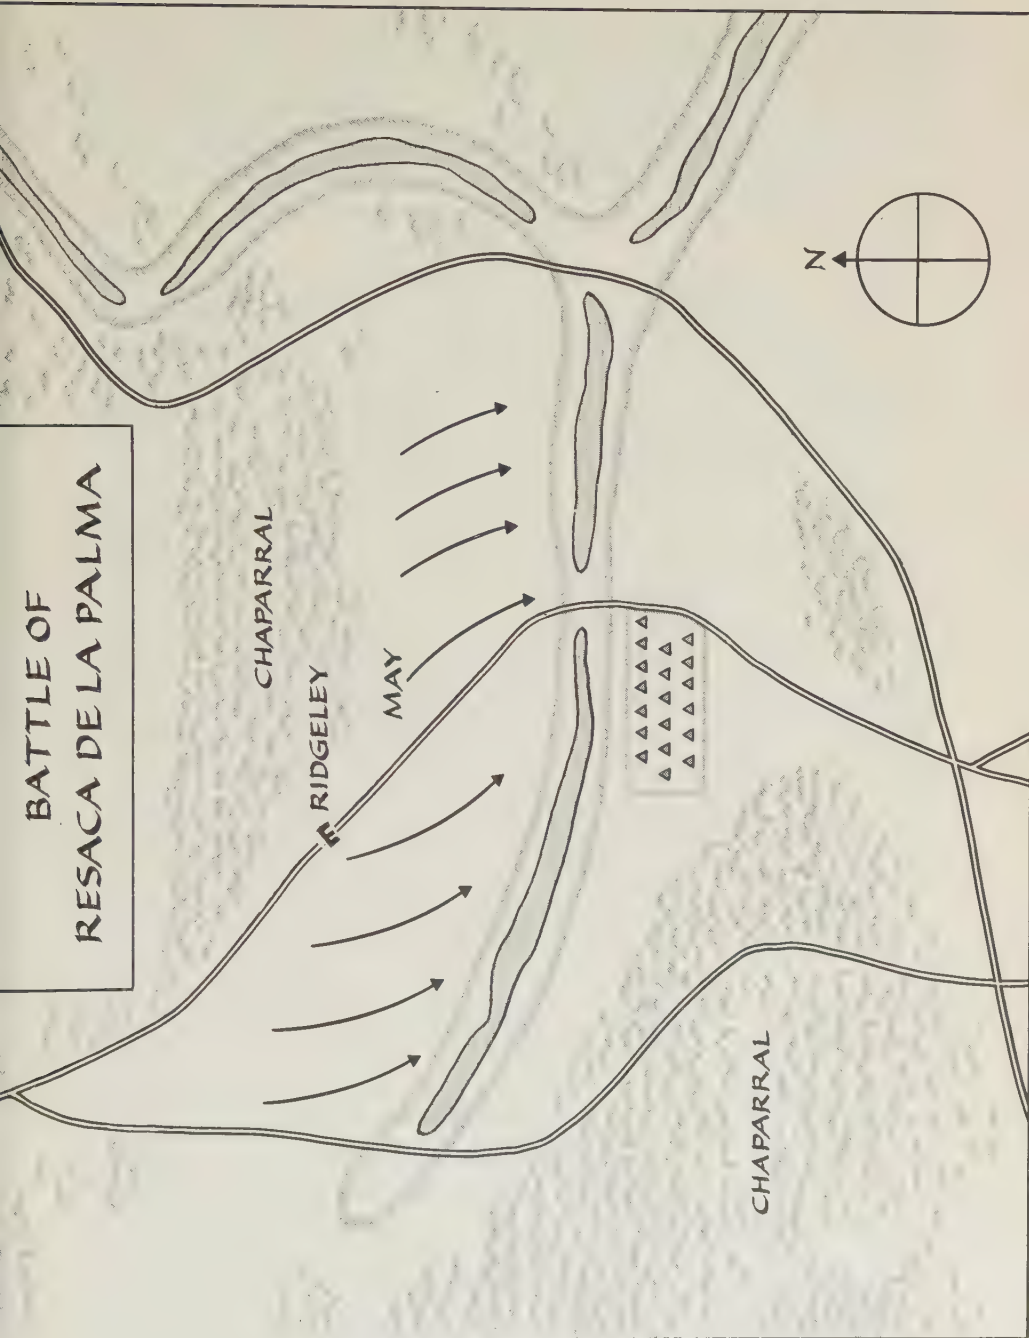 BATTLE OF
RESACA DE LA PALMA
CHAPARRAL
RIDGELEY
MAY
N
CHAPARRAL